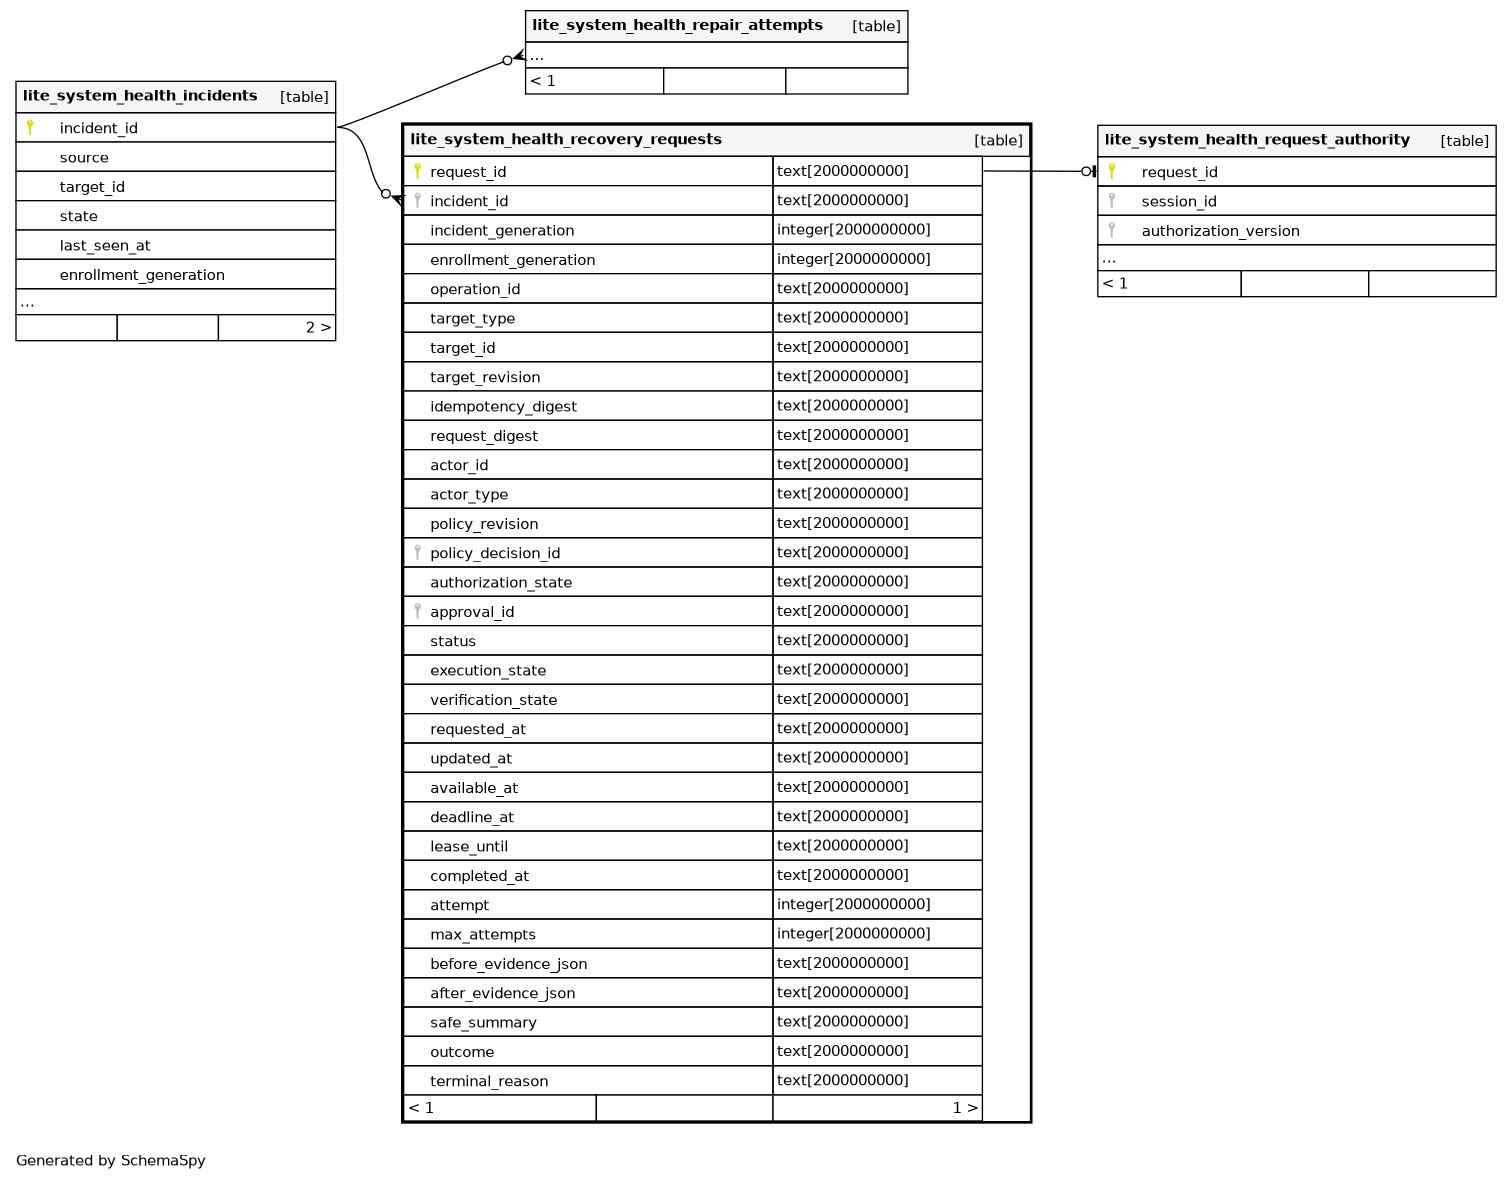 lite_system_health_repair_attempts [table]
...
< 1
lite_system_health_incidents [table]
incident_id
source
target_id
state
last_seen_at
enrollment_generation
...
2 >
lite_system_health_recovery_requests [table]
request_id text[2000000000]
incident_id text[2000000000]
incident_generation integer[2000000000]
enrollment_generation integer[2000000000]
operation_id text[2000000000]
target_type text[2000000000]
target_id text[2000000000]
target_revision text[2000000000]
idempotency_digest text[2000000000]
request_digest text[2000000000]
actor_id text[2000000000]
actor_type text[2000000000]
policy_revision text[2000000000]
policy_decision_id text[2000000000]
authorization_state text[2000000000]
approval_id text[2000000000]
status text[2000000000]
execution_state text[2000000000]
verification_state text[2000000000]
requested_at text[2000000000]
updated_at text[2000000000]
available_at text[2000000000]
deadline_at text[2000000000]
lease_until text[2000000000]
completed_at text[2000000000]
attempt integer[2000000000]
max_attempts integer[2000000000]
before_evidence_json text[2000000000]
after_evidence_json text[2000000000]
safe_summary text[2000000000]
outcome text[2000000000]
terminal_reason text[2000000000]
< 1 1 >
lite_system_health_request_authority [table]
request_id
session_id
authorization_version
...
< 1
Generated by SchemaSpy